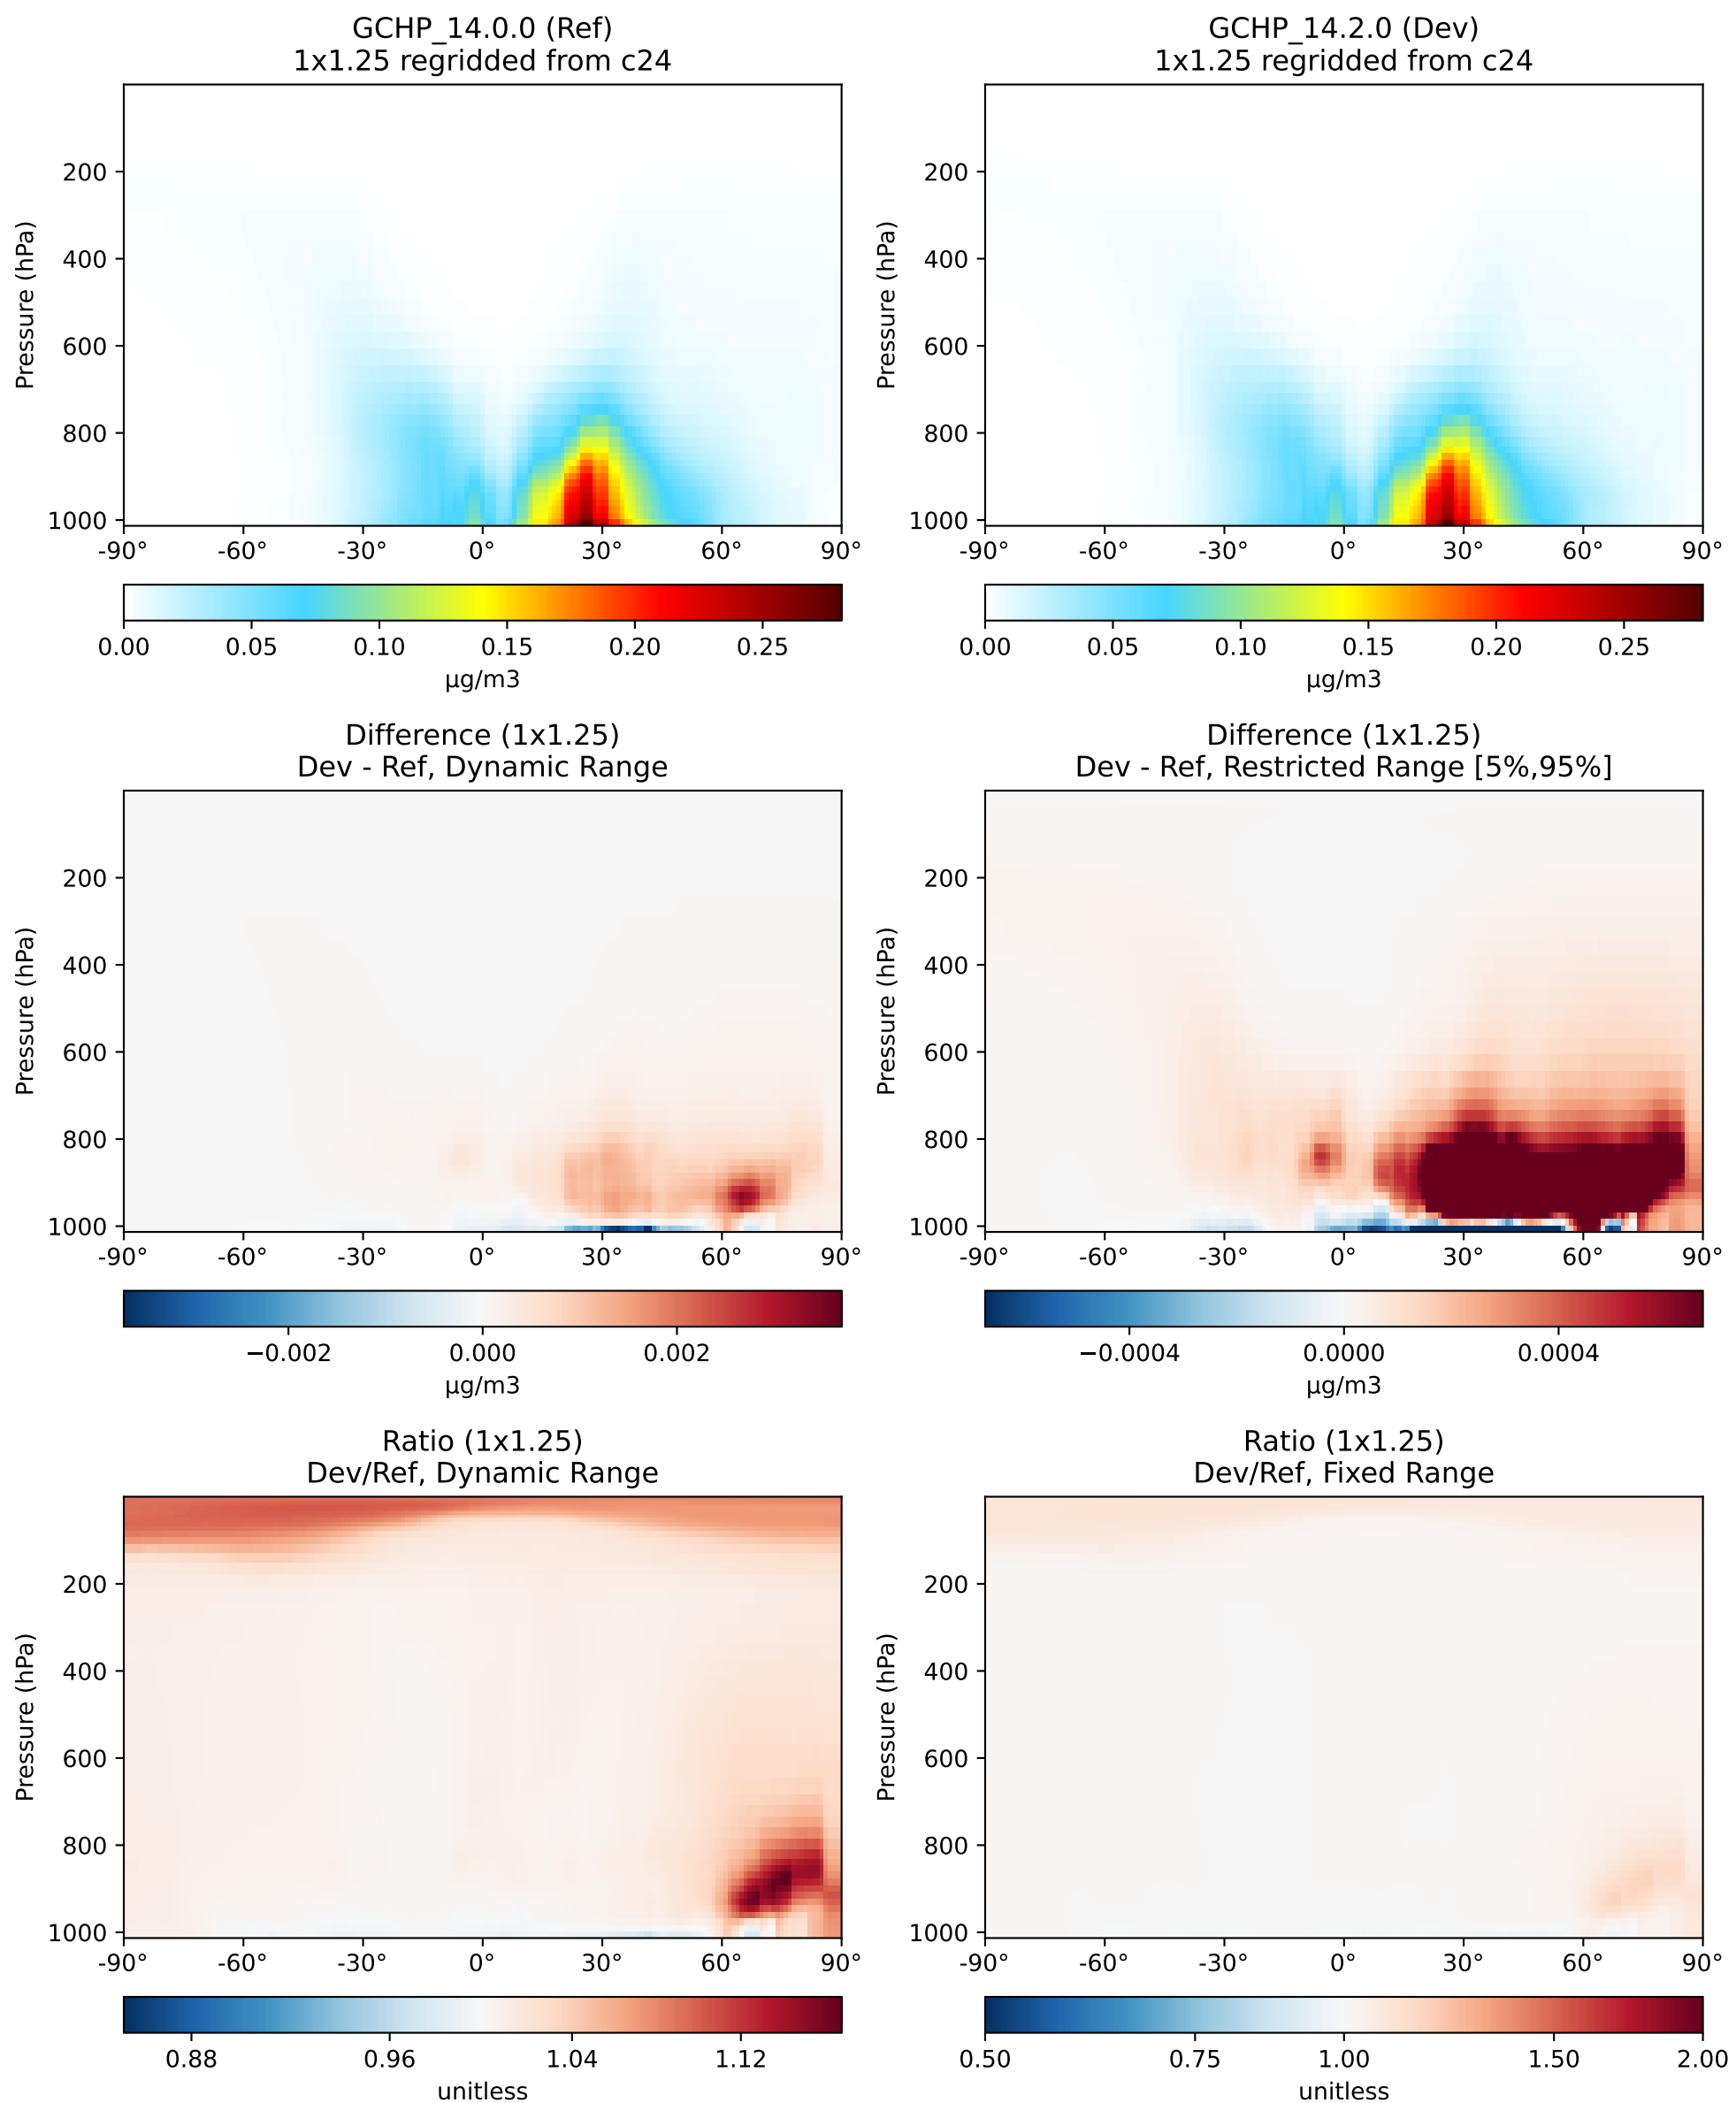 GCHP_14.0.0 (Ref)
1x1.25 regridded from c24
Pressure (hPa)
200
400
600
800
1000
-90° -60° -30° 0° 30° 60° 90°
0.00 0.05 0.10 0.15 0.20 0.25
μg/m3
GCHP_14.2.0 (Dev)
1x1.25 regridded from c24
Pressure (hPa)
200
400
600
800
1000
-90° -60° -30° 0° 30° 60° 90°
0.00 0.05 0.10 0.15 0.20 0.25
μg/m3
Difference (1x1.25)
Dev - Ref, Dynamic Range
Pressure (hPa)
200
400
600
800
1000
-90° -60° -30° 0° 30° 60° 90°
−0.002 0.000 0.002
μg/m3
Difference (1x1.25)
Dev - Ref, Restricted Range [5%,95%]
Pressure (hPa)
200
400
600
800
1000
-90° -60° -30° 0° 30° 60° 90°
−0.0004 0.0000 0.0004
μg/m3
Ratio (1x1.25)
Dev/Ref, Dynamic Range
Pressure (hPa)
200
400
600
800
1000
-90° -60° -30° 0° 30° 60° 90°
0.88 0.96 1.04 1.12
unitless
Ratio (1x1.25)
Dev/Ref, Fixed Range
Pressure (hPa)
200
400
600
800
1000
-90° -60° -30° 0° 30° 60° 90°
0.50 0.75 1.00 1.50 2.00
unitless